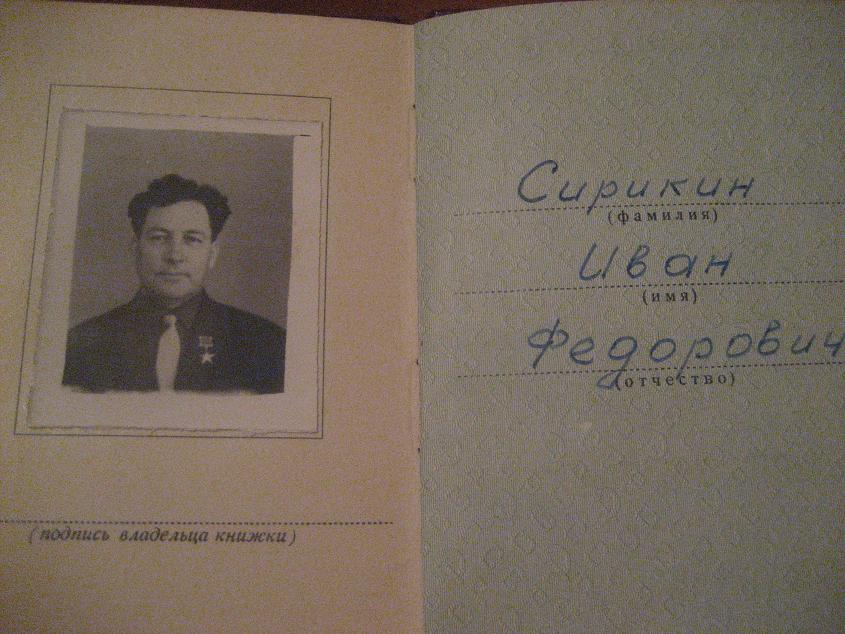 (подпись владельца книжки)
Сирикин
(фамилия)
Иван
(имя)
Федорович
(отчество)